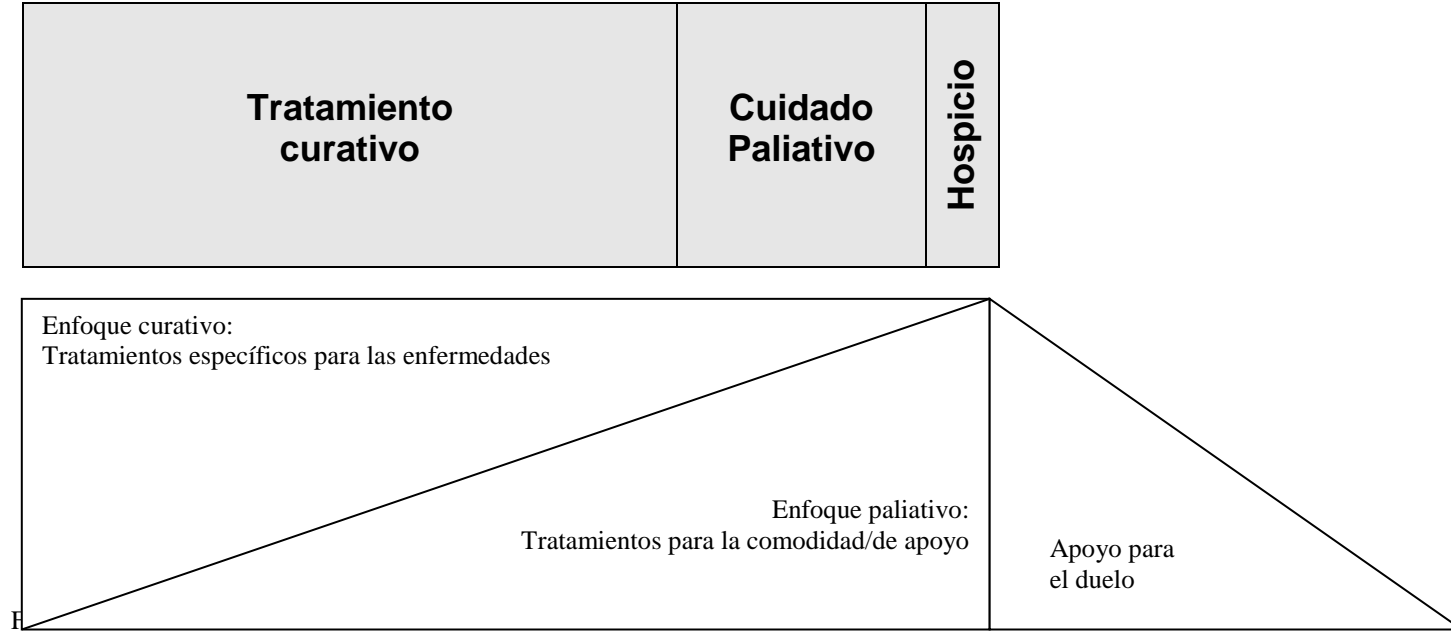 Tratamiento
curativo
Cuidado
Paliativo
Hospicio
Enfoque curativo:
Tratamientos específicos para las enfermedades
Enfoque paliativo:
Tratamientos para la comodidad/de apoyo
Apoyo para
el duelo